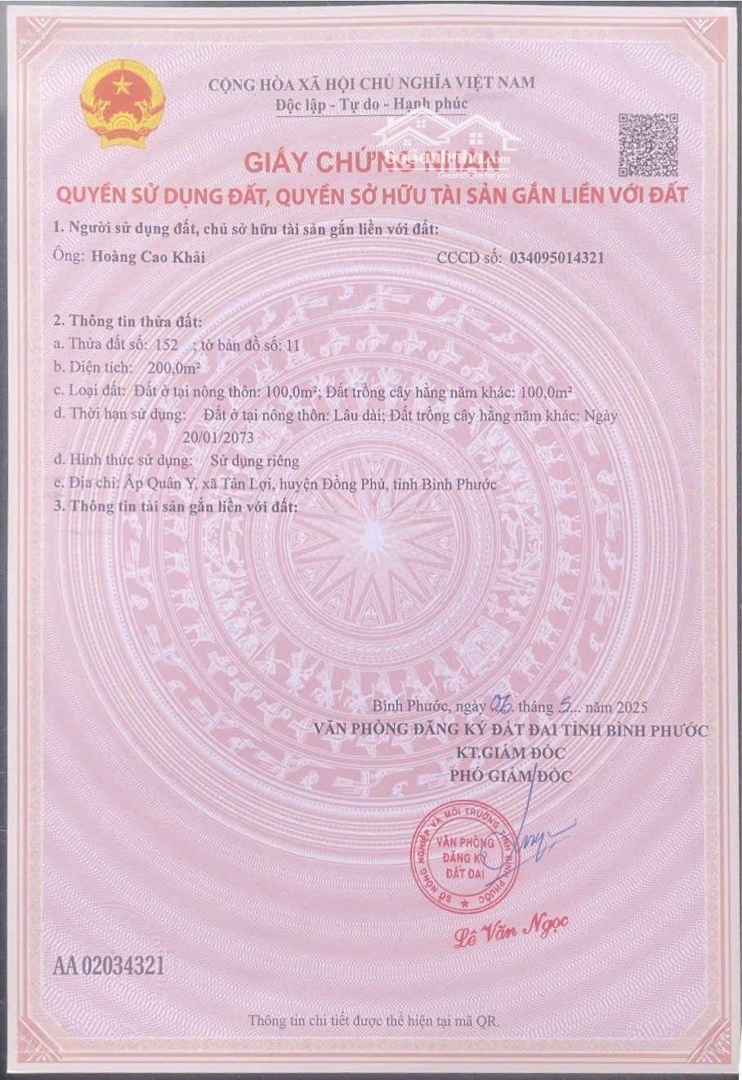 CỘNG HÒA XÃ HỘI CHỦ NGHĨA VIỆT NAM
Độc lập - Tự do - Hạnh phúc
GIẤY CHỨNG NHẬN
QUYỀN SỬ DỤNG ĐẤT, QUYỀN SỞ HỮU TÀI SẢN GẮN LIỀN VỚI ĐẤT
1. Người sử dụng đất, chủ sở hữu tài sản gắn liền với đất:
Ông: Hoàng Cao Khải CCCD số: 034095014321
2. Thông tin thửa đất:
a. Thửa đất số: 152 ; tờ bản đồ số: 11
b. Diện tích: 200,0m²
c. Loại đất: Đất ở tại nông thôn: 100,0m²; Đất trồng cây hằng năm khác: 100,0m²
d. Thời hạn sử dụng: Đất ở tại nông thôn: Lâu dài; Đất trồng cây hằng năm khác: Ngày
20/01/2073
đ. Hình thức sử dụng: Sử dụng riêng
e. Địa chỉ: Ấp Quân Y, xã Tân Lợi, huyện Đồng Phú, tỉnh Bình Phước
3. Thông tin tài sản gắn liền với đất:
Bình Phước, ngày 06 tháng 5 năm 2025
VĂN PHÒNG ĐĂNG KÝ ĐẤT ĐAI TỈNH BÌNH PHƯỚC
KT.GIÁM ĐỐC
PHÓ GIÁM ĐỐC
SỞ NÔNG NGHIỆP VÀ MÔI TRƯỜNG TỈNH BÌNH PHƯỚC
VĂN PHÒNG
ĐĂNG KÝ
ĐẤT ĐAI
Lê Văn Ngọc
AA 02034321
Thông tin chi tiết được thể hiện tại mã QR.